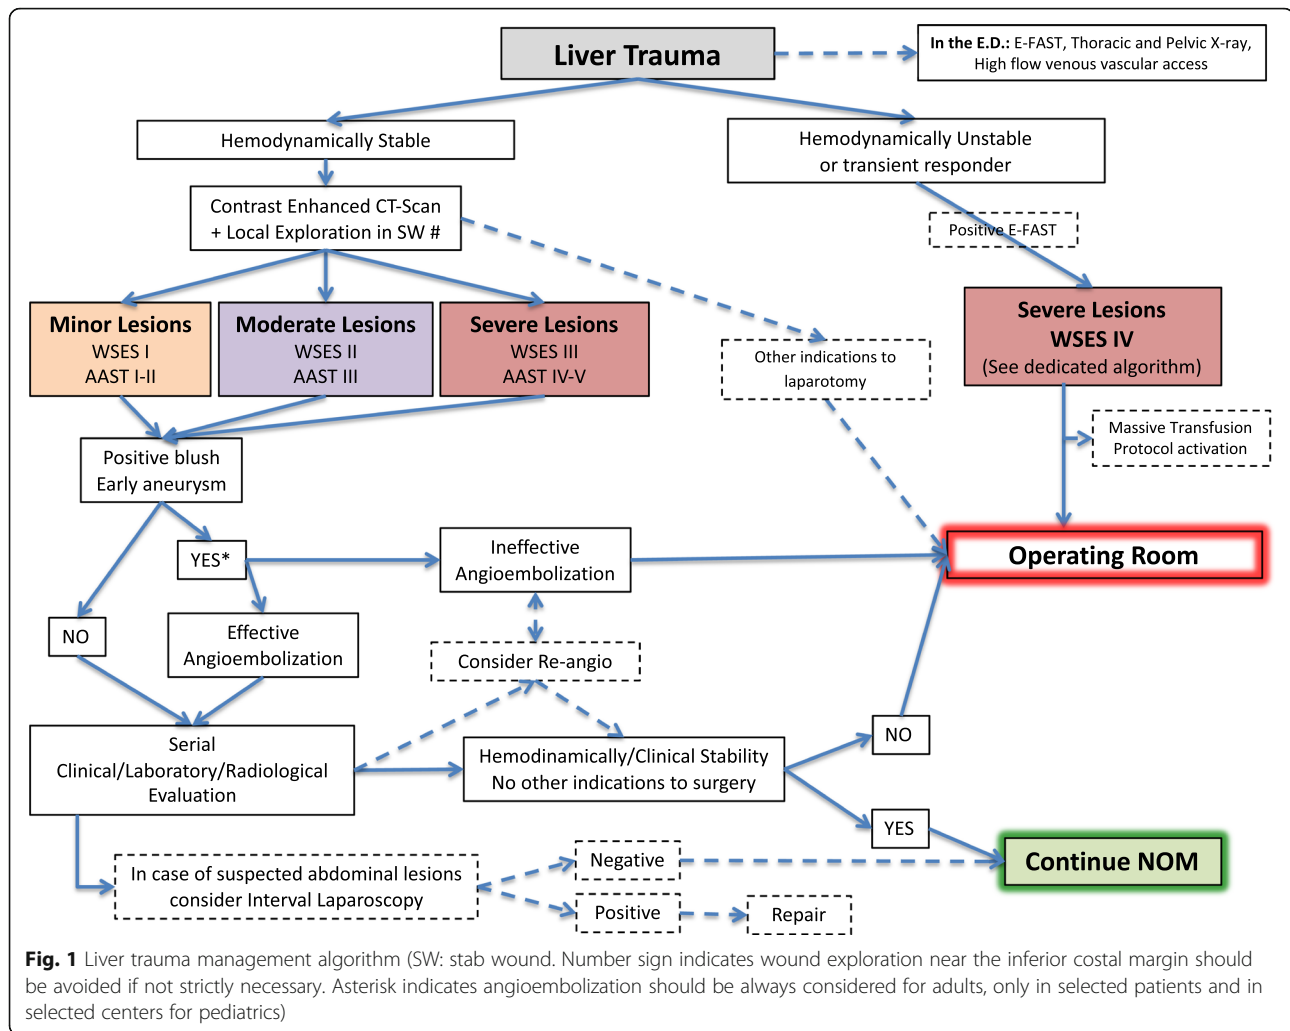 Liver Trauma
In the E.D.: E-FAST, Thoracic and Pelvic X-ray,
High flow venous vascular access
Hemodynamically Stable
Hemodynamically Unstable
or transient responder
Contrast Enhanced CT-Scan
+ Local Exploration in SW #
Positive E-FAST
Minor Lesions
WSES I
AAST I-II
Moderate Lesions
WSES II
AAST III
Severe Lesions
WSES III
AAST IV-V
Other indications to
laparotomy
Severe Lesions
WSES IV
(See dedicated algorithm)
Massive Transfusion
Protocol activation
Positive blush
Early aneurysm
YES*
Ineffective
Angioembolization
Operating Room
NO
Effective
Angioembolization
Consider Re-angio
Serial
Clinical/Laboratory/Radiological
Evaluation
Hemodinamically/Clinical Stability
No other indications to surgery
NO
YES
Continue NOM
In case of suspected abdominal lesions
consider Interval Laparoscopy
Negative
Positive
Repair
Fig. 1 Liver trauma management algorithm (SW: stab wound. Number sign indicates wound exploration near the inferior costal margin should
be avoided if not strictly necessary. Asterisk indicates angioembolization should be always considered for adults, only in selected patients and in
selected centers for pediatrics)